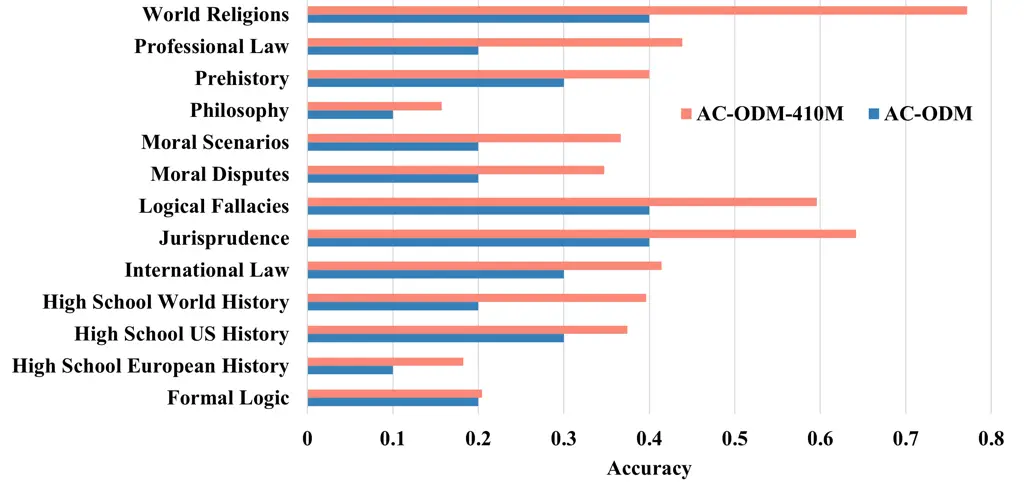 World Religions
Professional Law
Prehistory
Philosophy
AC-ODM-410M AC-ODM
Moral Scenarios
Moral Disputes
Logical Fallacies
Jurisprudence
International Law
High School World History
High School US History
High School European History
Formal Logic
0 0.1 0.2 0.3 0.4 0.5 0.6 0.7 0.8
Accuracy